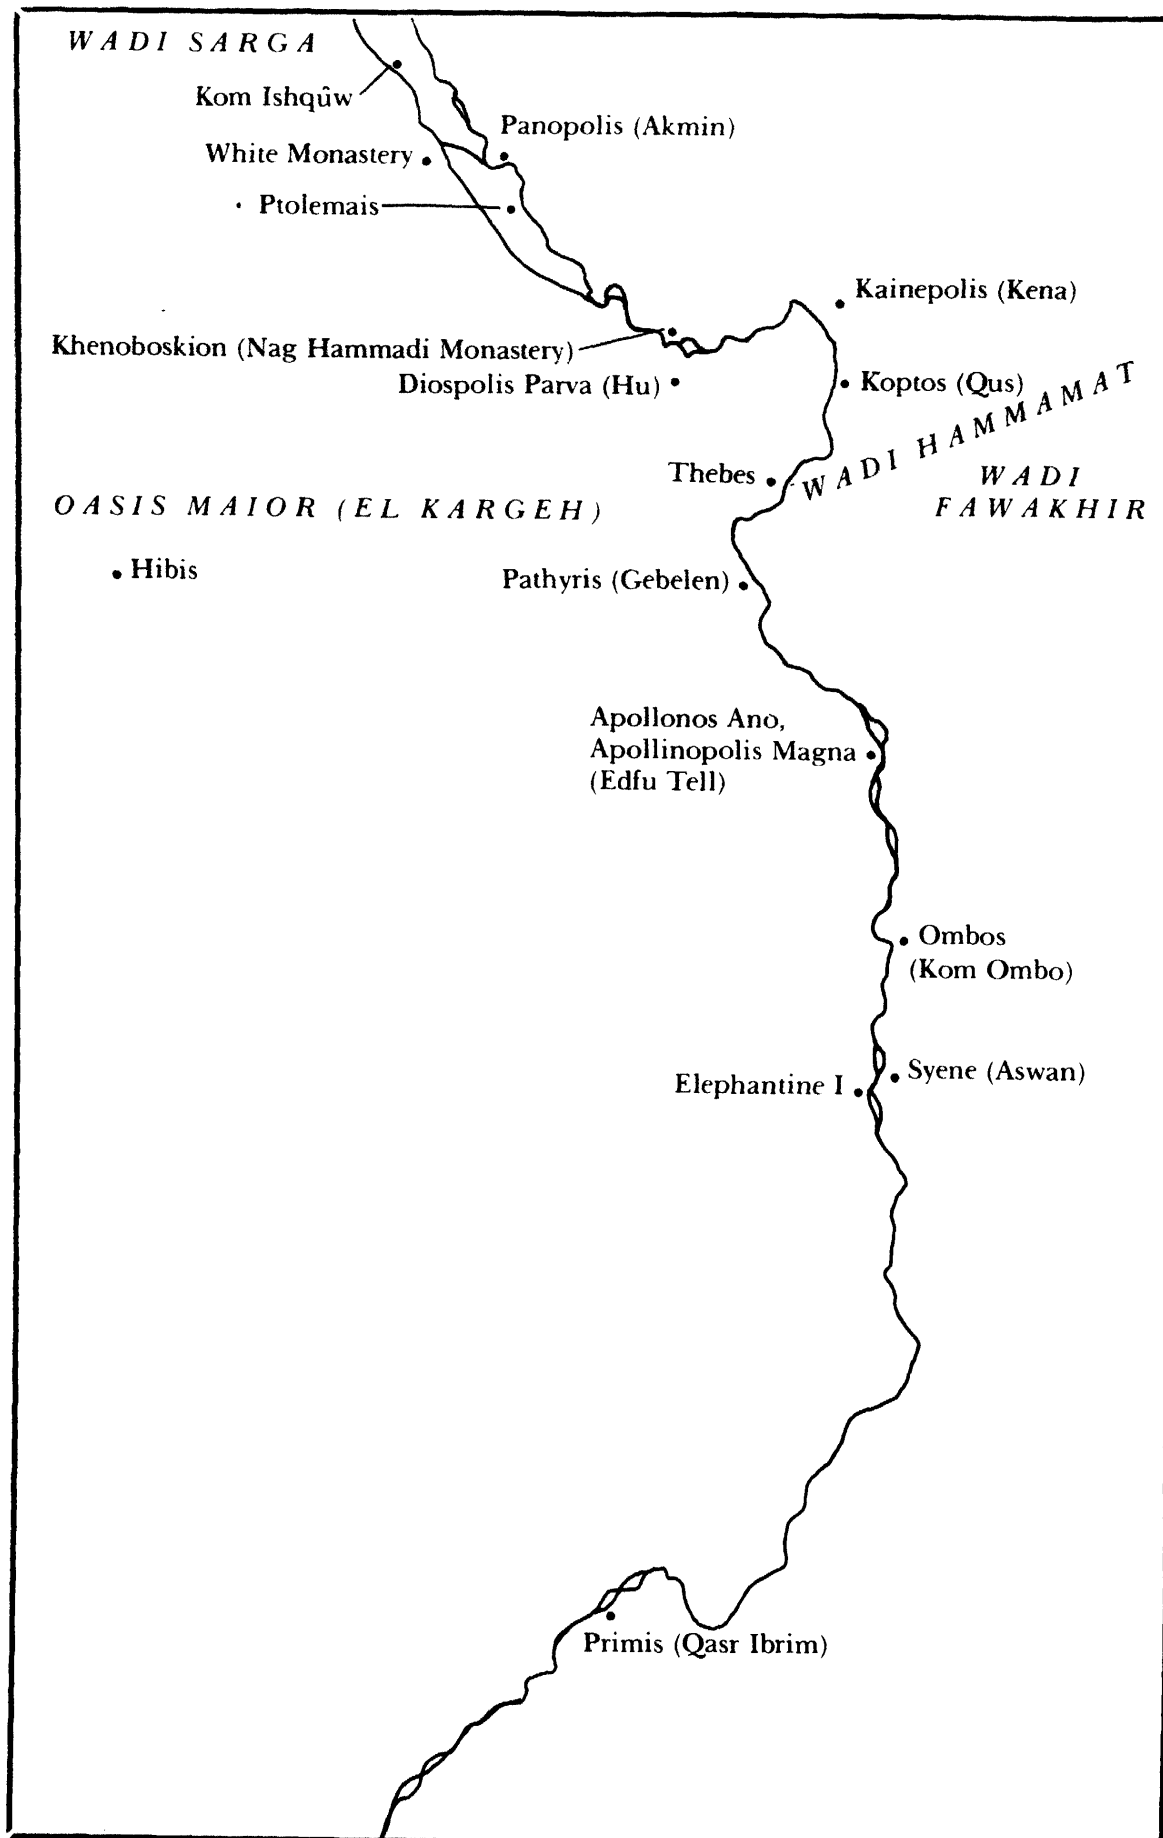 WADI SARGA
Kom Ishqûw
Panopolis (Akmin)
White Monastery
Ptolemais
Kainepolis (Kena)
Khenoboskion (Nag Hammadi Monastery)
Diospolis Parva (Hu)
Koptos (Qus)
WADI HAMMAMAT
Thebes
WADI
FAWAKHIR
OASIS MAIOR (EL KARGEH)
Hibis
Pathyris (Gebelen)
Apollonos Ano,
Apollinopolis Magna
(Edfu Tell)
Ombos
(Kom Ombo)
Syene (Aswan)
Elephantine I
Primis (Qasr Ibrim)